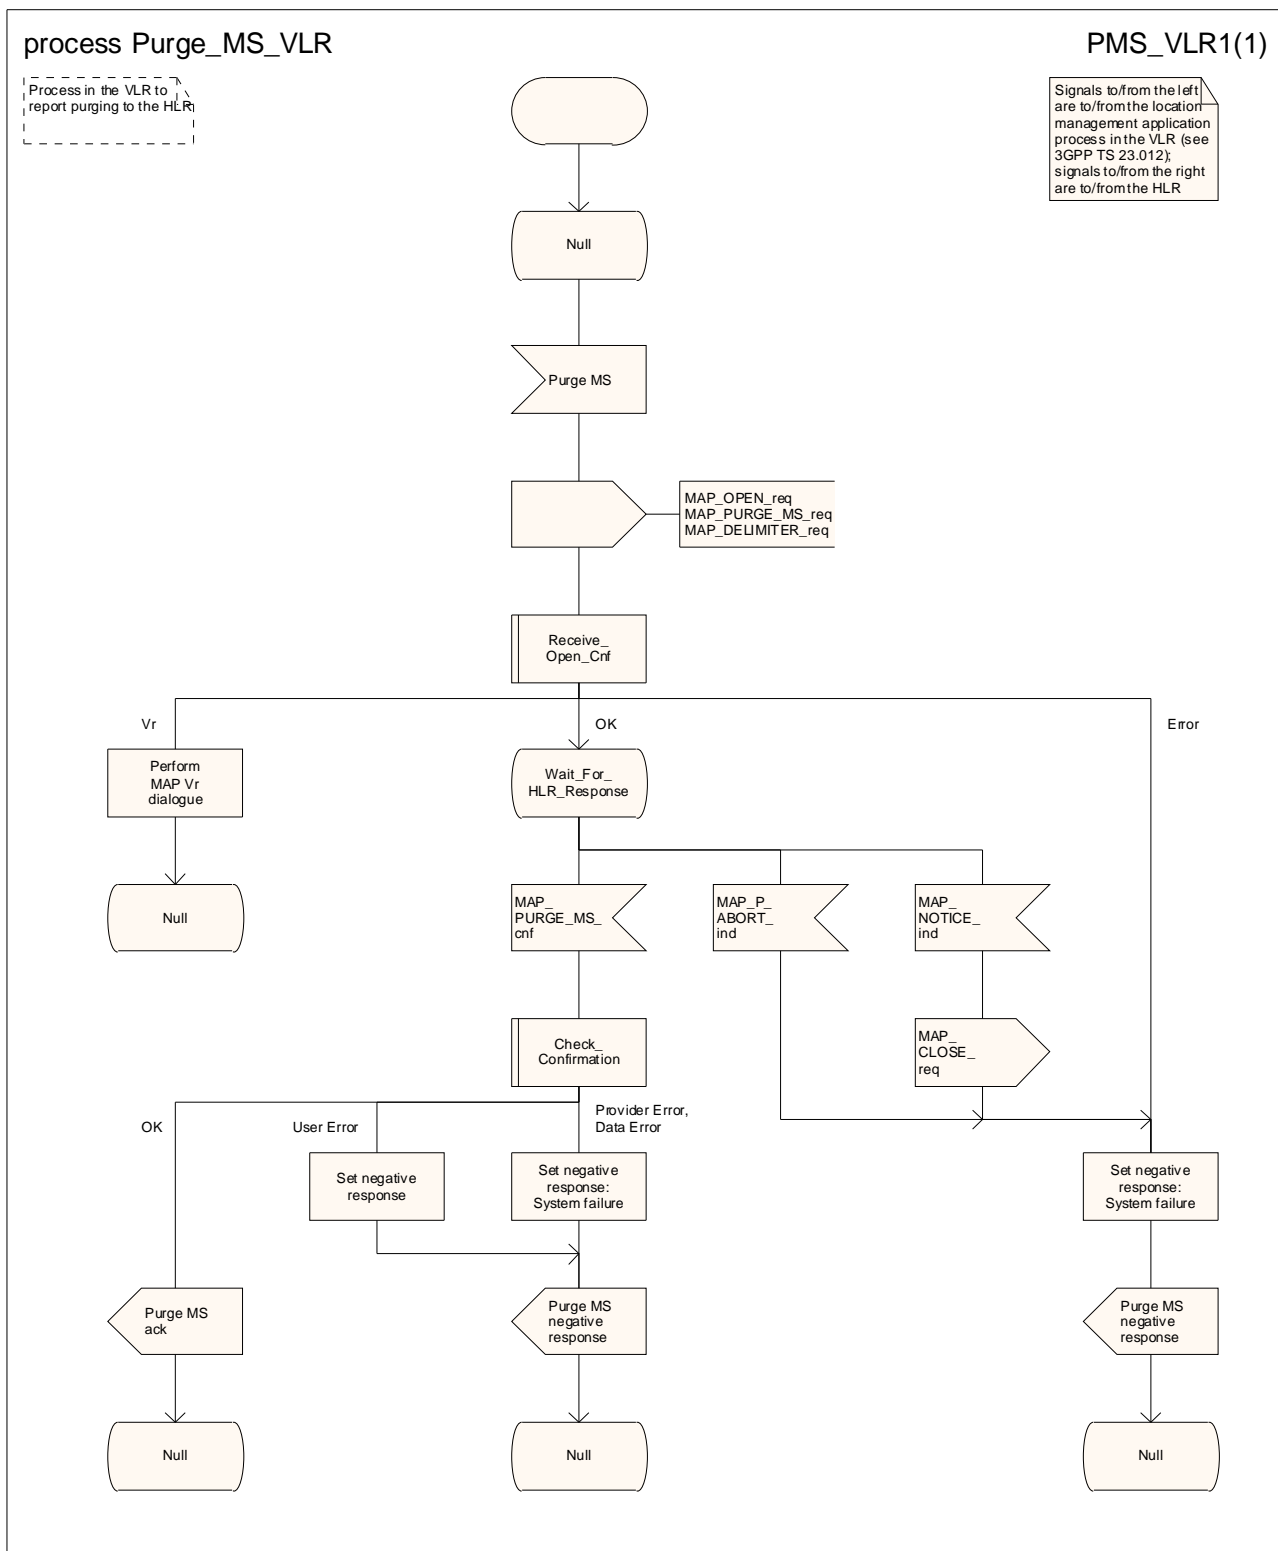 process Purge_MS_VLR
PMS_VLR1(1)
Process in the VLR to
report purging to the HLR
Signals to/from the left
are to/from the location
management application
process in the VLR (see
3GPP TS 23.012);
signals to/from the right
are to/from the HLR
Null
Purge MS
MAP_OPEN_req
MAP_PURGE_MS_req
MAP_DELIMITER_req
Receive_
Open_Cnf
Vr
OK
Error
Perform
MAP Vr
dialogue
Wait_For_
HLR_Response
Null
MAP_
PURGE_MS_
cnf
MAP_P_
ABORT_
ind
MAP_
NOTICE_
ind
Check_
Confirmation
MAP_
CLOSE_
req
OK
User Error
Provider Error,
Data Error
Set negative
response
Set negative
response:
System failure
Set negative
response:
System failure
Purge MS
ack
Purge MS
negative
response
Purge MS
negative
response
Null
Null
Null